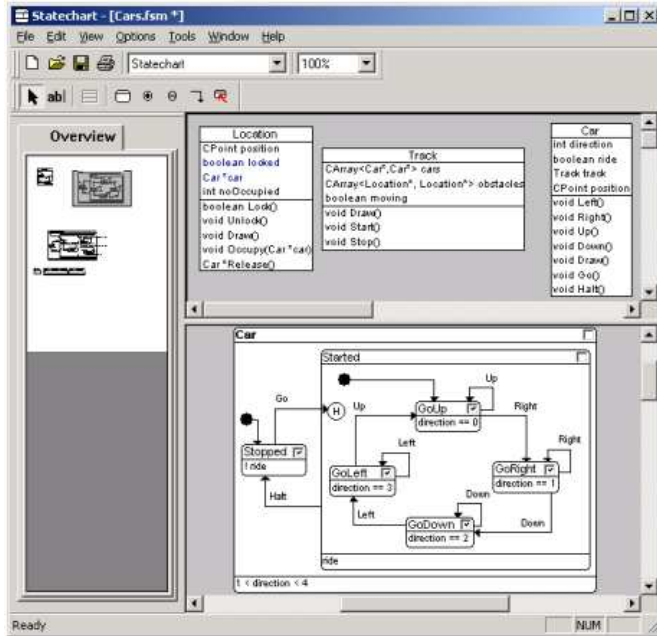 Statechart - [Cars.fsm *]
File Edit View Options Tools Window Help
Statechart 100%
ab|
Overview
Location
CPoint position
boolean locked
Car *car
int noOccupied
boolean Lock()
void Unlock()
void Draw()
void Occupy(Car *car)
Car *Release()
Track
CArray<Car*,Car*> cars
CArray<Location*, Location*> obstacles
boolean moving
void Draw()
void Start()
void Stop()
Car
int direction
boolean ride
Track track
CPoint position
void Left()
void Right()
void Up()
void Down()
void Draw()
void Go()
void Halt()
Car
Started
Up
Go
H
Up
GoUp
direction == 0
Right
Stopped
! ride
Left
GoLeft
direction == 3
Right
GoRight
direction == 1
Halt
Left
Down
GoDown
direction == 2
Down
ride
1 < direction < 4
Ready
NUM